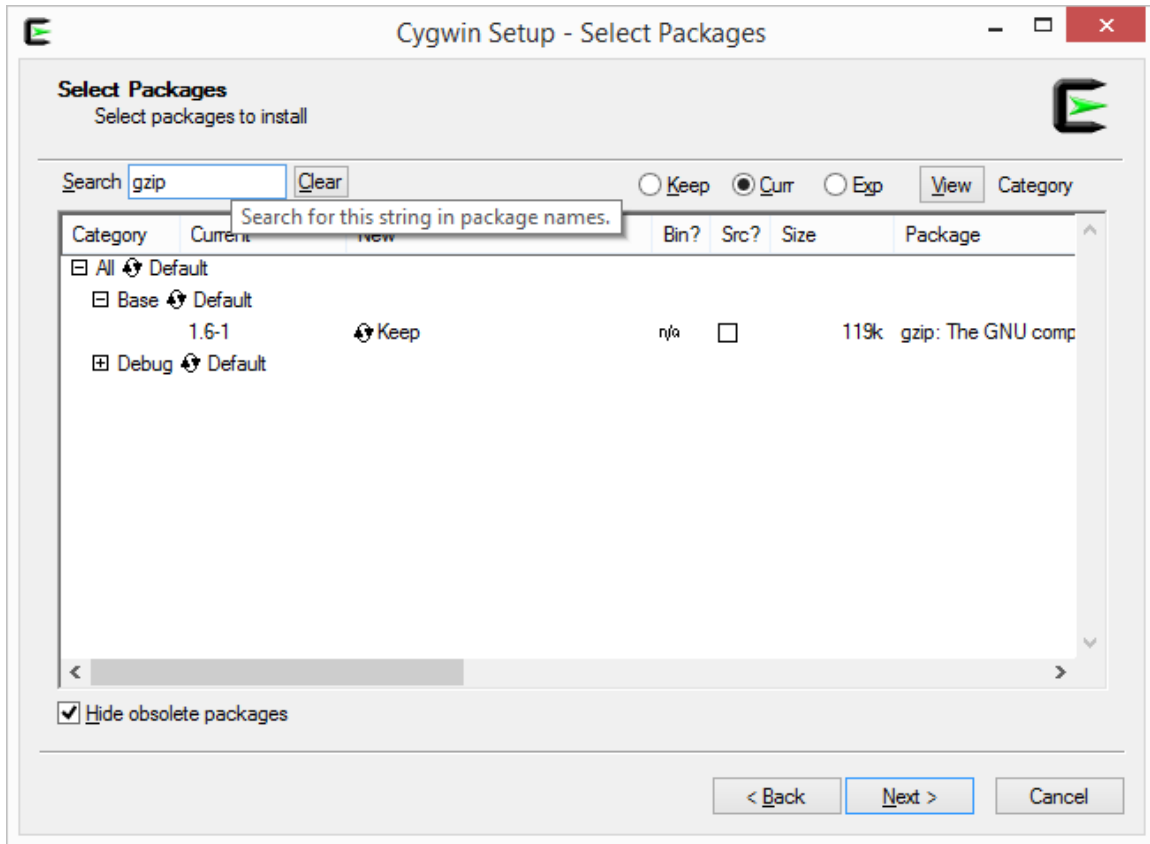 Cygwin Setup - Select Packages
Select Packages
Select packages to install
Search gzip Clear Keep Curr Exp View Category
Search for this string in package names.
Category Current New Bin? Src? Size Package
All Default
Base Default
1.6-1 Keep n/a 119k gzip: The GNU comp
Debug Default
Hide obsolete packages
< Back Next > Cancel